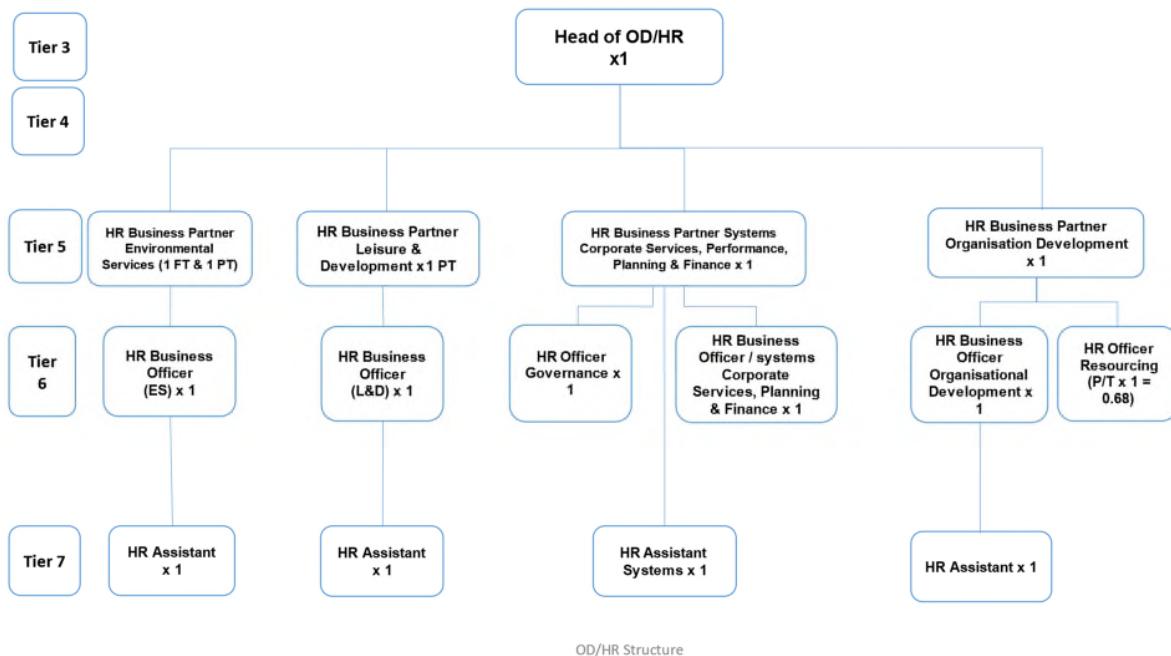 Tier 3
Head of OD/HR
x1
Tier 4
Tier 5
HR Business Partner
Environmental
Services (1 FT & 1 PT)
HR Business Partner
Leisure &
Development x1 PT
HR Business Partner Systems
Corporate Services, Performance,
Planning & Finance x 1
HR Business Partner
Organisation Development
x 1
Tier
6
HR Business
Officer
(ES) x 1
HR Business
Officer
(L&D) x 1
HR Officer
Governance x
1
HR Business
Officer / systems
Corporate
Services, Planning
& Finance x 1
HR Business
Officer
Organisational
Development x
1
HR Officer
Resourcing
(P/T x 1 =
0.68)
Tier 7
HR Assistant
x 1
HR Assistant
x 1
HR Assistant
Systems x 1
HR Assistant x 1
OD/HR Structure